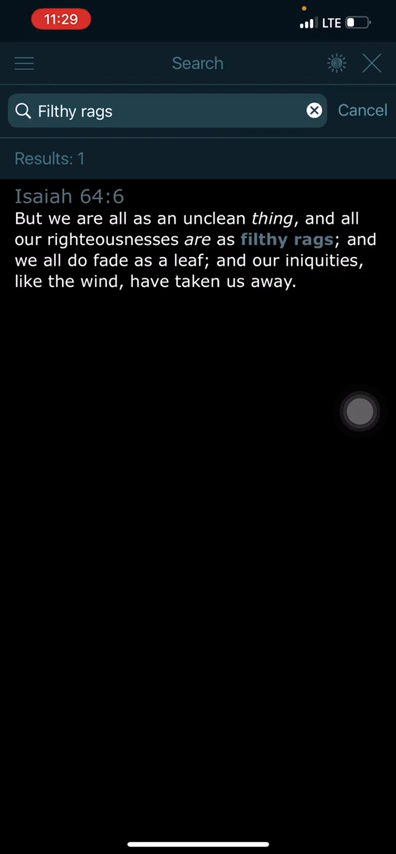 11:29
LTE
Search
Filthy rags
Cancel
Results: 1
Isaiah 64:6
But we are all as an unclean thing, and all
our righteousnesses are as filthy rags; and
we all do fade as a leaf; and our iniquities,
like the wind, have taken us away.